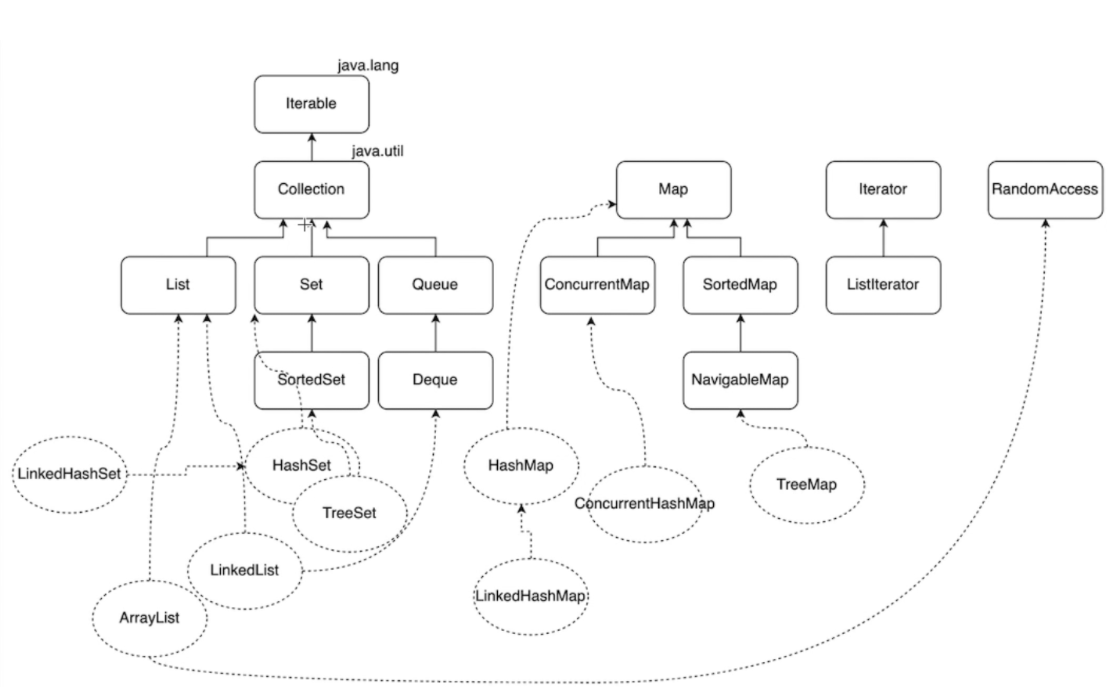 java.lang
Iterable
java.util
Collection
Map
Iterator
RandomAccess
List
Set
Queue
ConcurrentMap
SortedMap
ListIterator
SortedSet
Deque
NavigableMap
LinkedHashSet
HashSet
HashMap
TreeMap
ConcurrentHashMap
TreeSet
LinkedList
LinkedHashMap
ArrayList